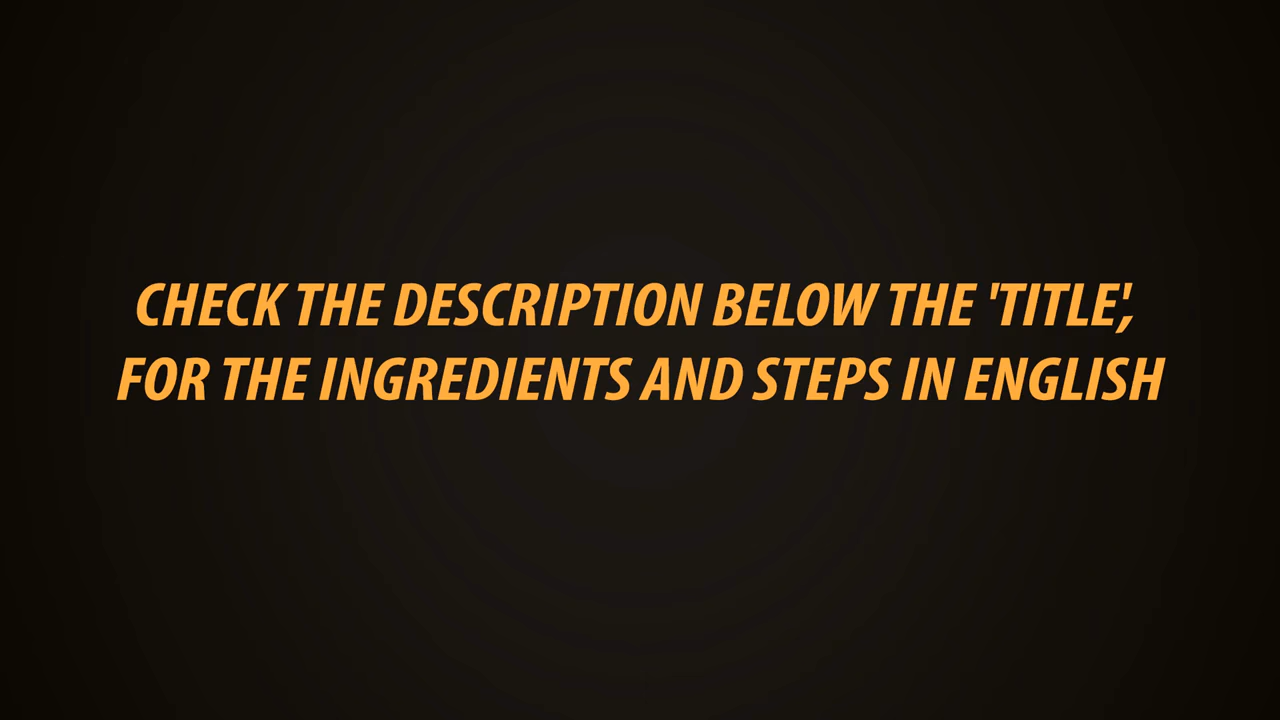 CHECK THE DESCRIPTION BELOW THE 'TITLE',
FOR THE INGREDIENTS AND STEPS IN ENGLISH